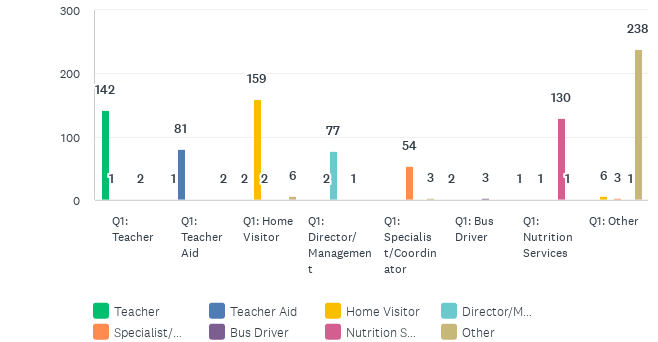 300
200
100
0
142
1
2
1
81
2
2
159
2
6
2
77
1
54
3
2
3
1
1
130
1
6
3
1
238
Q1:
Teacher
Q1:
Teacher
Aid
Q1: Home
Visitor
Q1:
Director/
Managemen
t
Q1:
Specialis
t/Coordin
ator
Q1: Bus
Driver
Q1:
Nutrition
Services
Q1: Other
Teacher
Teacher Aid
Home Visitor
Director/M...
Specialist/...
Bus Driver
Nutrition S...
Other